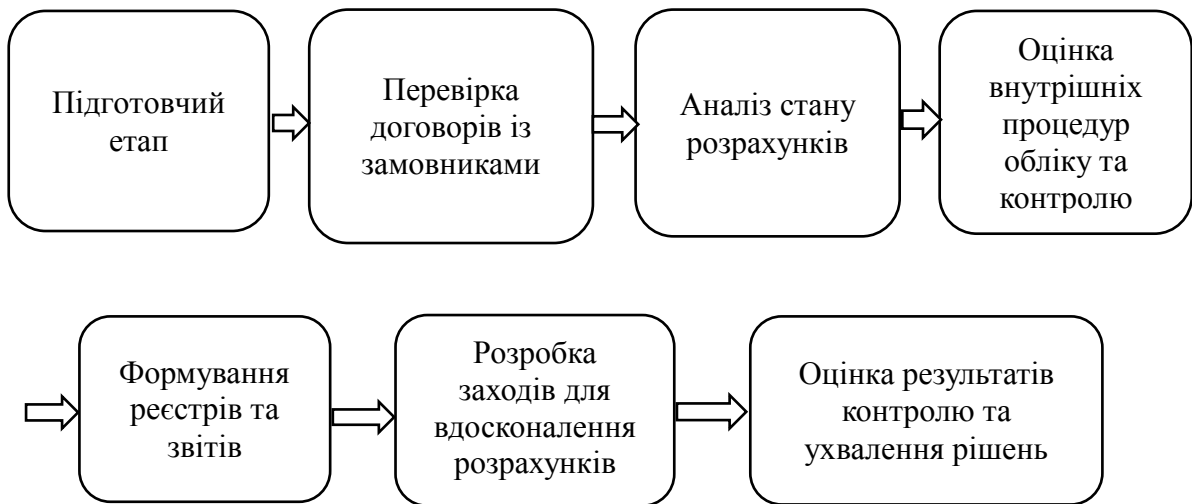 Підготовчий
етап
Перевірка
договорів із
замовниками
Аналіз стану
розрахунків
Оцінка
внутрішніх
процедур
обліку та
контролю
Формування
реєстрів та
звітів
Розробка
заходів для
вдосконалення
розрахунків
Оцінка результатів
контролю та
ухвалення рішень